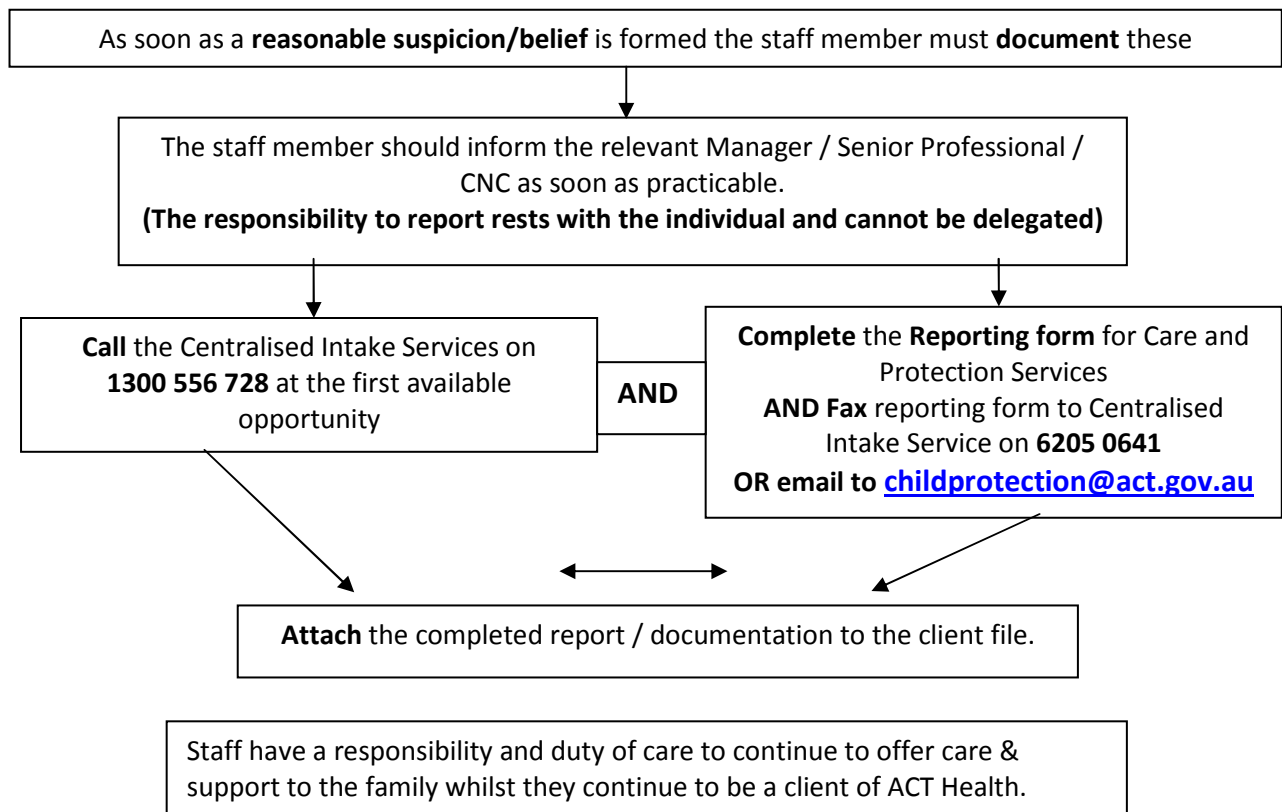 As soon as a reasonable suspicion/belief is formed the staff member must document these
The staff member should inform the relevant Manager / Senior Professional /
CNC as soon as practicable.
(The responsibility to report rests with the individual and cannot be delegated)
Call the Centralised Intake Services on
1300 556 728 at the first available
opportunity
AND
Complete the Reporting form for Care and
Protection Services
AND Fax reporting form to Centralised
Intake Service on 6205 0641
OR email to childprotection@act.gov.au
Attach the completed report / documentation to the client file.
Staff have a responsibility and duty of care to continue to offer care &
support to the family whilst they continue to be a client of ACT Health.